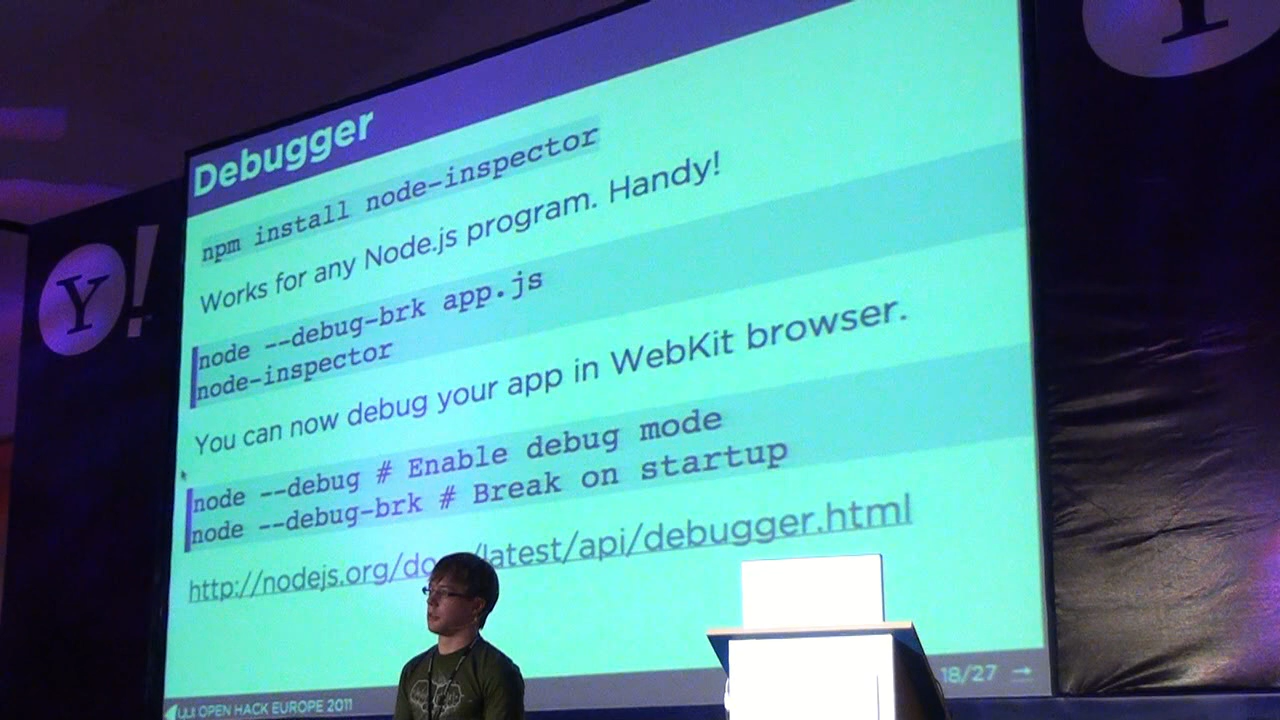 Debugger
npm install node-inspector
Works for any Node.js program. Handy!
node --debug-brk app.js
node-inspector
You can now debug your app in WebKit browser.
node --debug # Enable debug mode
node --debug-brk # Break on startup
http://nodejs.org/do /latest/api/debugger.html
OPEN HACK EUROPE 2011
18/27 →
Y!
Y